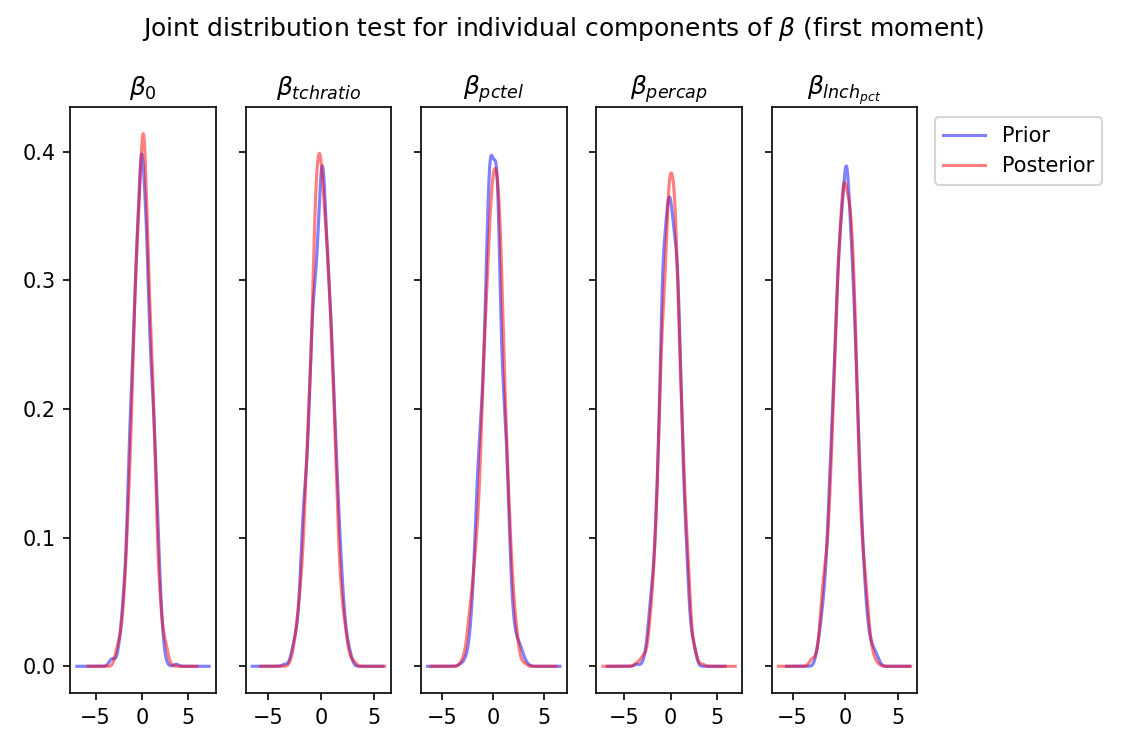 Joint distribution test for individual components of β (first moment)
β0 βtchratio βpctel βpercap βlnchpct
Prior
Posterior
0.4
0.3
0.2
0.1
0.0
−5 0 5 −5 0 5 −5 0 5 −5 0 5 −5 0 5